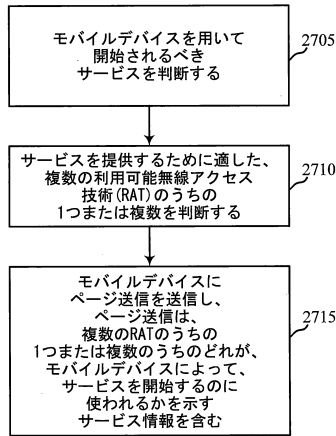 モバイルデバイスを用いて
開始されるべき
サービスを判断する
2705
サービスを提供するために適した、
複数の利用可能無線アクセス
技術(RAT)のうちの
1つまたは複数を判断する
2710
モバイルデバイスに
ページ送信を送信し、
ページ送信は、
複数のRATのうちの
1つまたは複数のうちのどれが、
モバイルデバイスによって、
サービスを開始するのに
使われるかを示す
サービス情報を含む
2715